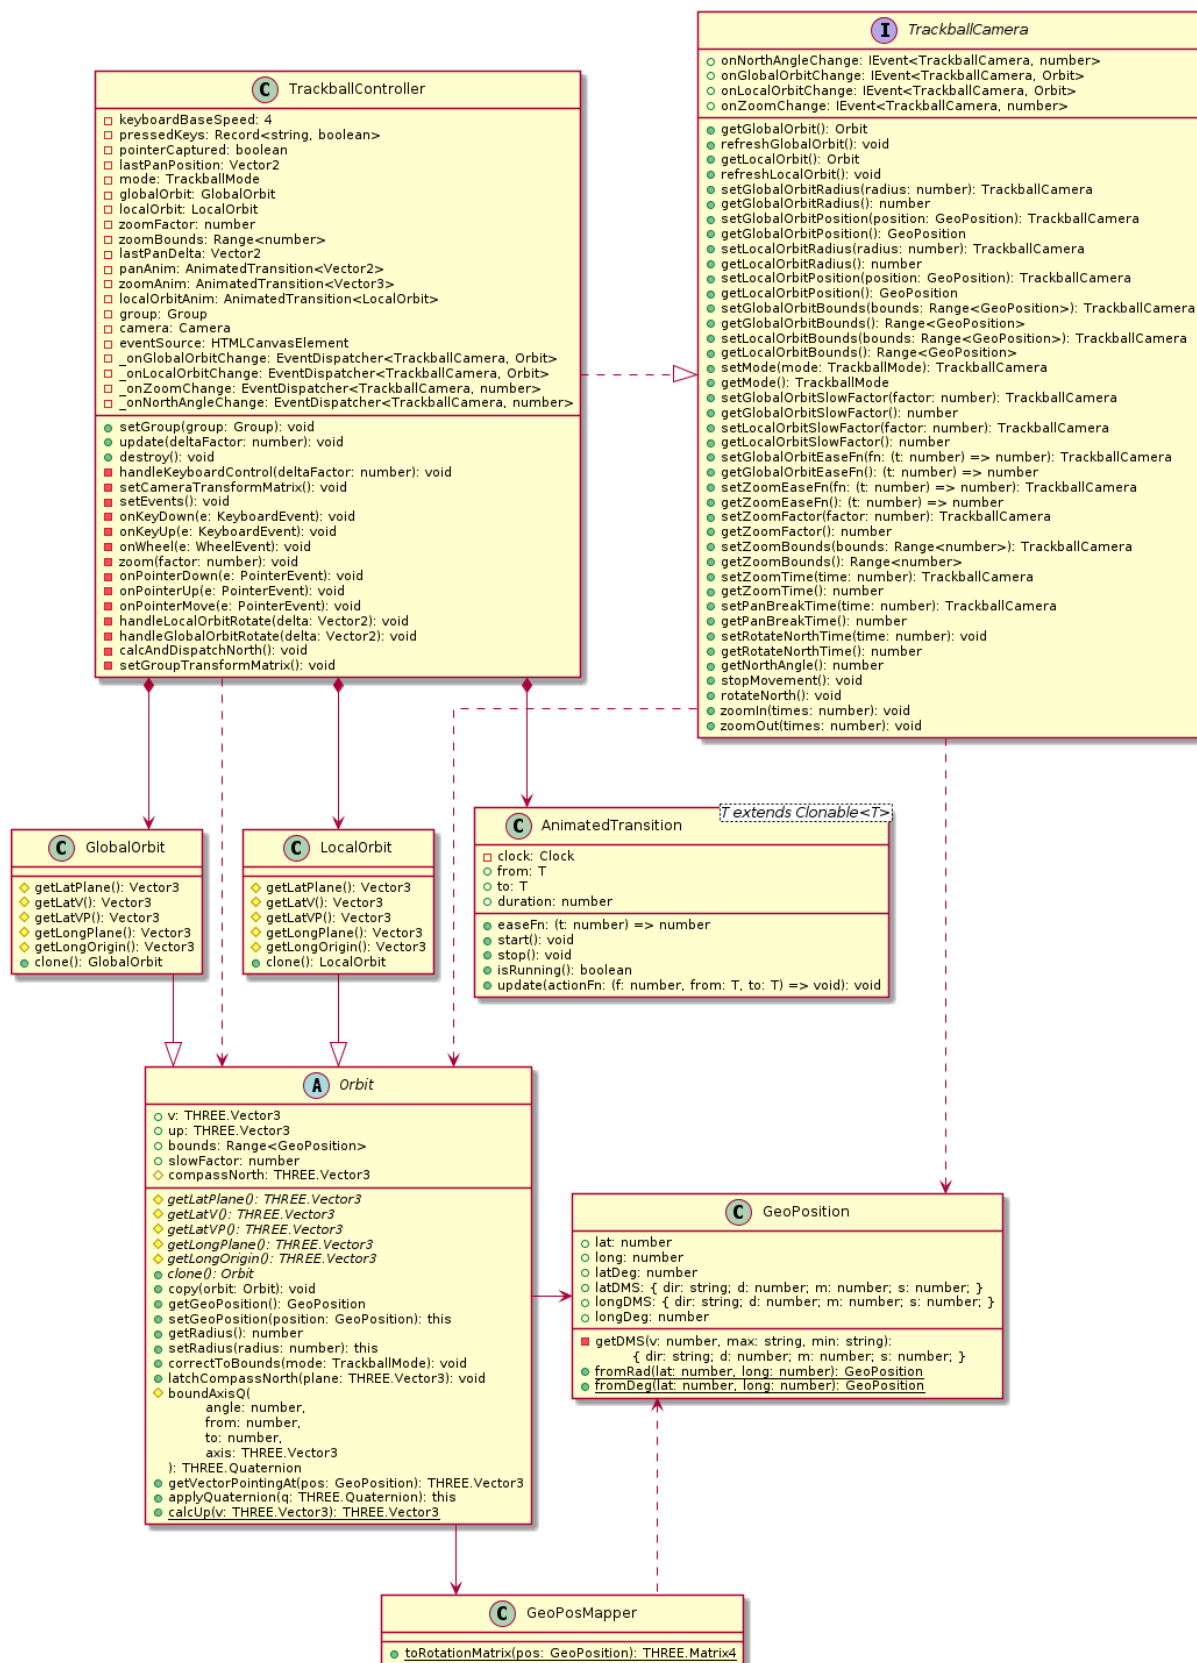 I TrackballCamera
onNorthAngleChange: IEvent<TrackballCamera, number>
onGlobalOrbitChange: IEvent<TrackballCamera, Orbit>
onLocalOrbitChange: IEvent<TrackballCamera, Orbit>
onZoomChange: IEvent<TrackballCamera, number>
getGlobalOrbit(): Orbit
refreshGlobalOrbit(): void
getLocalOrbit(): Orbit
refreshLocalOrbit(): void
setGlobalOrbitRadius(radius: number): TrackballCamera
getGlobalOrbitRadius(): number
setGlobalOrbitPosition(position: GeoPosition): TrackballCamera
getGlobalOrbitPosition(): GeoPosition
setLocalOrbitRadius(radius: number): TrackballCamera
getLocalOrbitRadius(): number
setLocalOrbitPosition(position: GeoPosition): TrackballCamera
getLocalOrbitPosition(): GeoPosition
setGlobalOrbitBounds(bounds: Range<GeoPosition>): TrackballCamera
getGlobalOrbitBounds(): Range<GeoPosition>
setLocalOrbitBounds(bounds: Range<GeoPosition>): TrackballCamera
getLocalOrbitBounds(): Range<GeoPosition>
setMode(mode: TrackballMode): TrackballCamera
getMode(): TrackballMode
setGlobalOrbitSlowFactor(factor: number): TrackballCamera
getGlobalOrbitSlowFactor(): number
setLocalOrbitSlowFactor(factor: number): TrackballCamera
getLocalOrbitSlowFactor(): number
setGlobalOrbitEaseFn(fn: (t: number) => number): TrackballCamera
getGlobalOrbitEaseFn(): (t: number) => number
setZoomEaseFn(fn: (t: number) => number): TrackballCamera
getZoomEaseFn(): (t: number) => number
setZoomFactor(factor: number): TrackballCamera
getZoomFactor(): number
setZoomBounds(bounds: Range<number>): TrackballCamera
getZoomBounds(): Range<number>
setZoomTime(time: number): TrackballCamera
getZoomTime(): number
setPanBreakTime(time: number): TrackballCamera
getPanBreakTime(): number
setRotateNorthTime(time: number): void
getRotateNorthTime(): number
getNorthAngle(): number
stopMovement(): void
rotateNorth(): void
zoomIn(times: number): void
zoomOut(times: number): void
C TrackballController
keyboardBaseSpeed: 4
pressedKeys: Record<string, boolean>
pointerCaptured: boolean
lastPanPosition: Vector2
mode: TrackballMode
globalOrbit: GlobalOrbit
localOrbit: LocalOrbit
zoomFactor: number
zoomBounds: Range<number>
lastPanDelta: Vector2
panAnim: AnimatedTransition<Vector2>
zoomAnim: AnimatedTransition<Vector3>
localOrbitAnim: AnimatedTransition<LocalOrbit>
group: Group
camera: Camera
eventSource: HTMLCanvasElement
_onGlobalOrbitChange: EventDispatcher<TrackballCamera, Orbit>
_onLocalOrbitChange: EventDispatcher<TrackballCamera, Orbit>
_onZoomChange: EventDispatcher<TrackballCamera, number>
_onNorthAngleChange: EventDispatcher<TrackballCamera, number>
setGroup(group: Group): void
update(deltaFactor: number): void
destroy(): void
handleKeyboardControl(deltaFactor: number): void
setCameraTransformMatrix(): void
setEvents(): void
onKeyDown(e: KeyboardEvent): void
onKeyUp(e: KeyboardEvent): void
onWheel(e: WheelEvent): void
zoom(factor: number): void
onPointerDown(e: PointerEvent): void
onPointerUp(e: PointerEvent): void
onPointerMove(e: PointerEvent): void
handleLocalOrbitRotate(delta: Vector2): void
handleGlobalOrbitRotate(delta: Vector2): void
calcAndDispatchNorth(): void
setGroupTransformMatrix(): void
C GlobalOrbit
getLatPlane(): Vector3
getLatV(): Vector3
getLatVP(): Vector3
getLongPlane(): Vector3
getLongOrigin(): Vector3
clone(): GlobalOrbit
C LocalOrbit
getLatPlane(): Vector3
getLatV(): Vector3
getLatVP(): Vector3
getLongPlane(): Vector3
getLongOrigin(): Vector3
clone(): LocalOrbit
T extends Clonable<T>
C AnimatedTransition
clock: Clock
from: T
to: T
duration: number
easeFn: (t: number) => number
start(): void
stop(): void
isRunning(): boolean
update(actionFn: (f: number, from: T, to: T) => void): void
A Orbit
v: THREE.Vector3
up: THREE.Vector3
bounds: Range<GeoPosition>
slowFactor: number
compassNorth: THREE.Vector3
getLatPlane(): THREE.Vector3
getLatV(): THREE.Vector3
getLatVP(): THREE.Vector3
getLongPlane(): THREE.Vector3
getLongOrigin(): THREE.Vector3
clone(): Orbit
copy(orbit: Orbit): void
getGeoPosition(): GeoPosition
setGeoPosition(position: GeoPosition): this
getRadius(): number
setRadius(radius: number): this
correctToBounds(mode: TrackballMode): void
latchCompassNorth(plane: THREE.Vector3): void
boundAxisQ(
angle: number,
from: number,
to: number,
axis: THREE.Vector3
): THREE.Quaternion
getVectorPointingAt(pos: GeoPosition): THREE.Vector3
applyQuaternion(q: THREE.Quaternion): this
calcUp(v: THREE.Vector3): THREE.Vector3
C GeoPosition
lat: number
long: number
latDeg: number
latDMS: { dir: string; d: number; m: number; s: number; }
longDMS: { dir: string; d: number; m: number; s: number; }
longDeg: number
getDMS(v: number, max: string, min: string):
{ dir: string; d: number; m: number; s: number; }
fromRad(lat: number, long: number): GeoPosition
fromDeg(lat: number, long: number): GeoPosition
C GeoPosMapper
toRotationMatrix(pos: GeoPosition): THREE.Matrix4